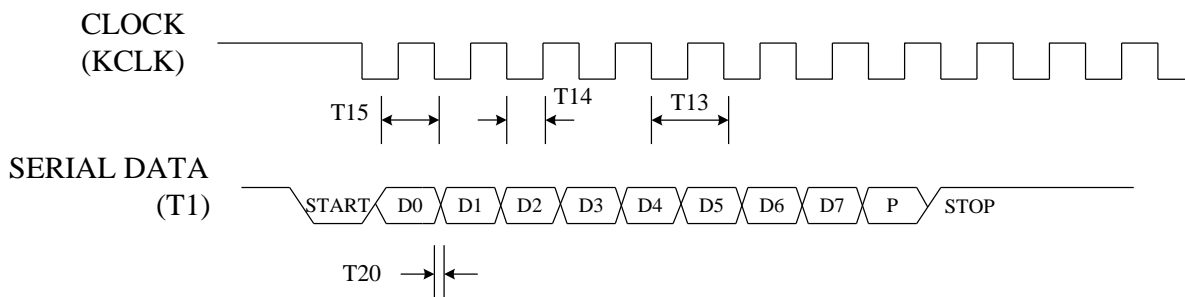 CLOCK
(KCLK)
T15
T14
T13
SERIAL DATA
(T1)
START D0 D1 D2 D3 D4 D5 D6 D7 P STOP
T20